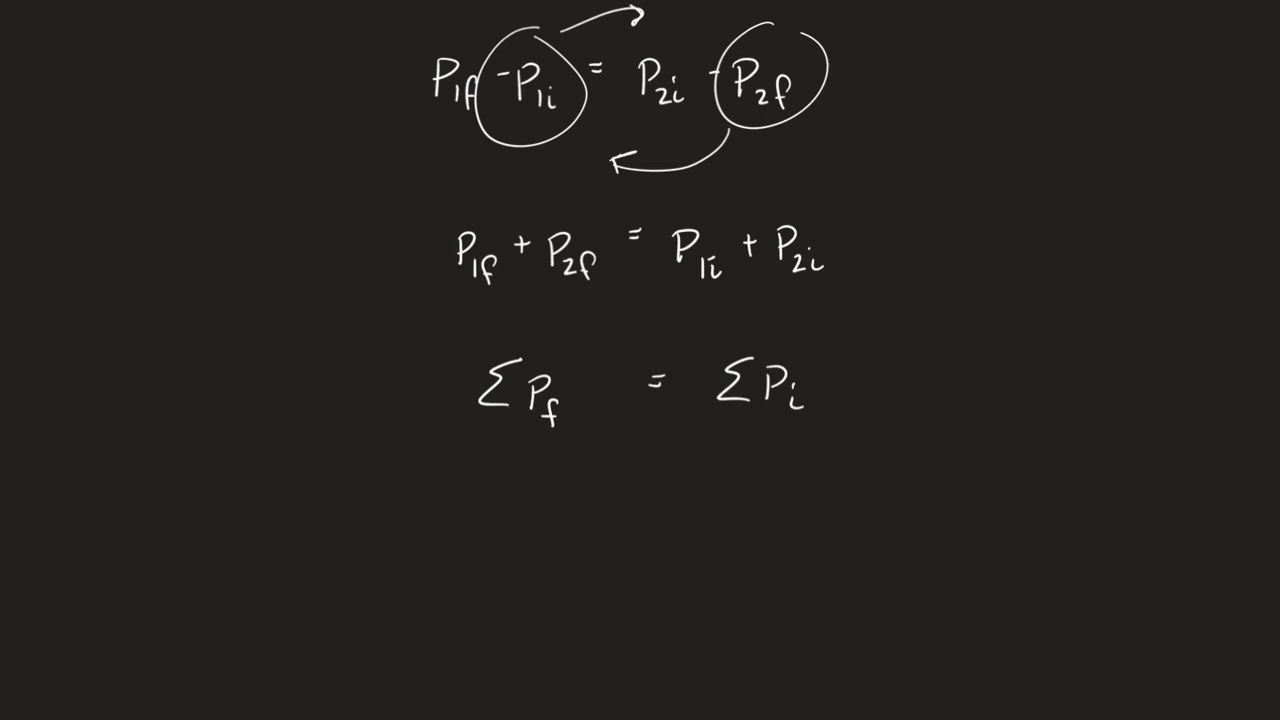 P₁f - P₁i = P₂i - P₂f
P₁f + P₂f = P₁i + P₂i
ΣPf = ΣPi